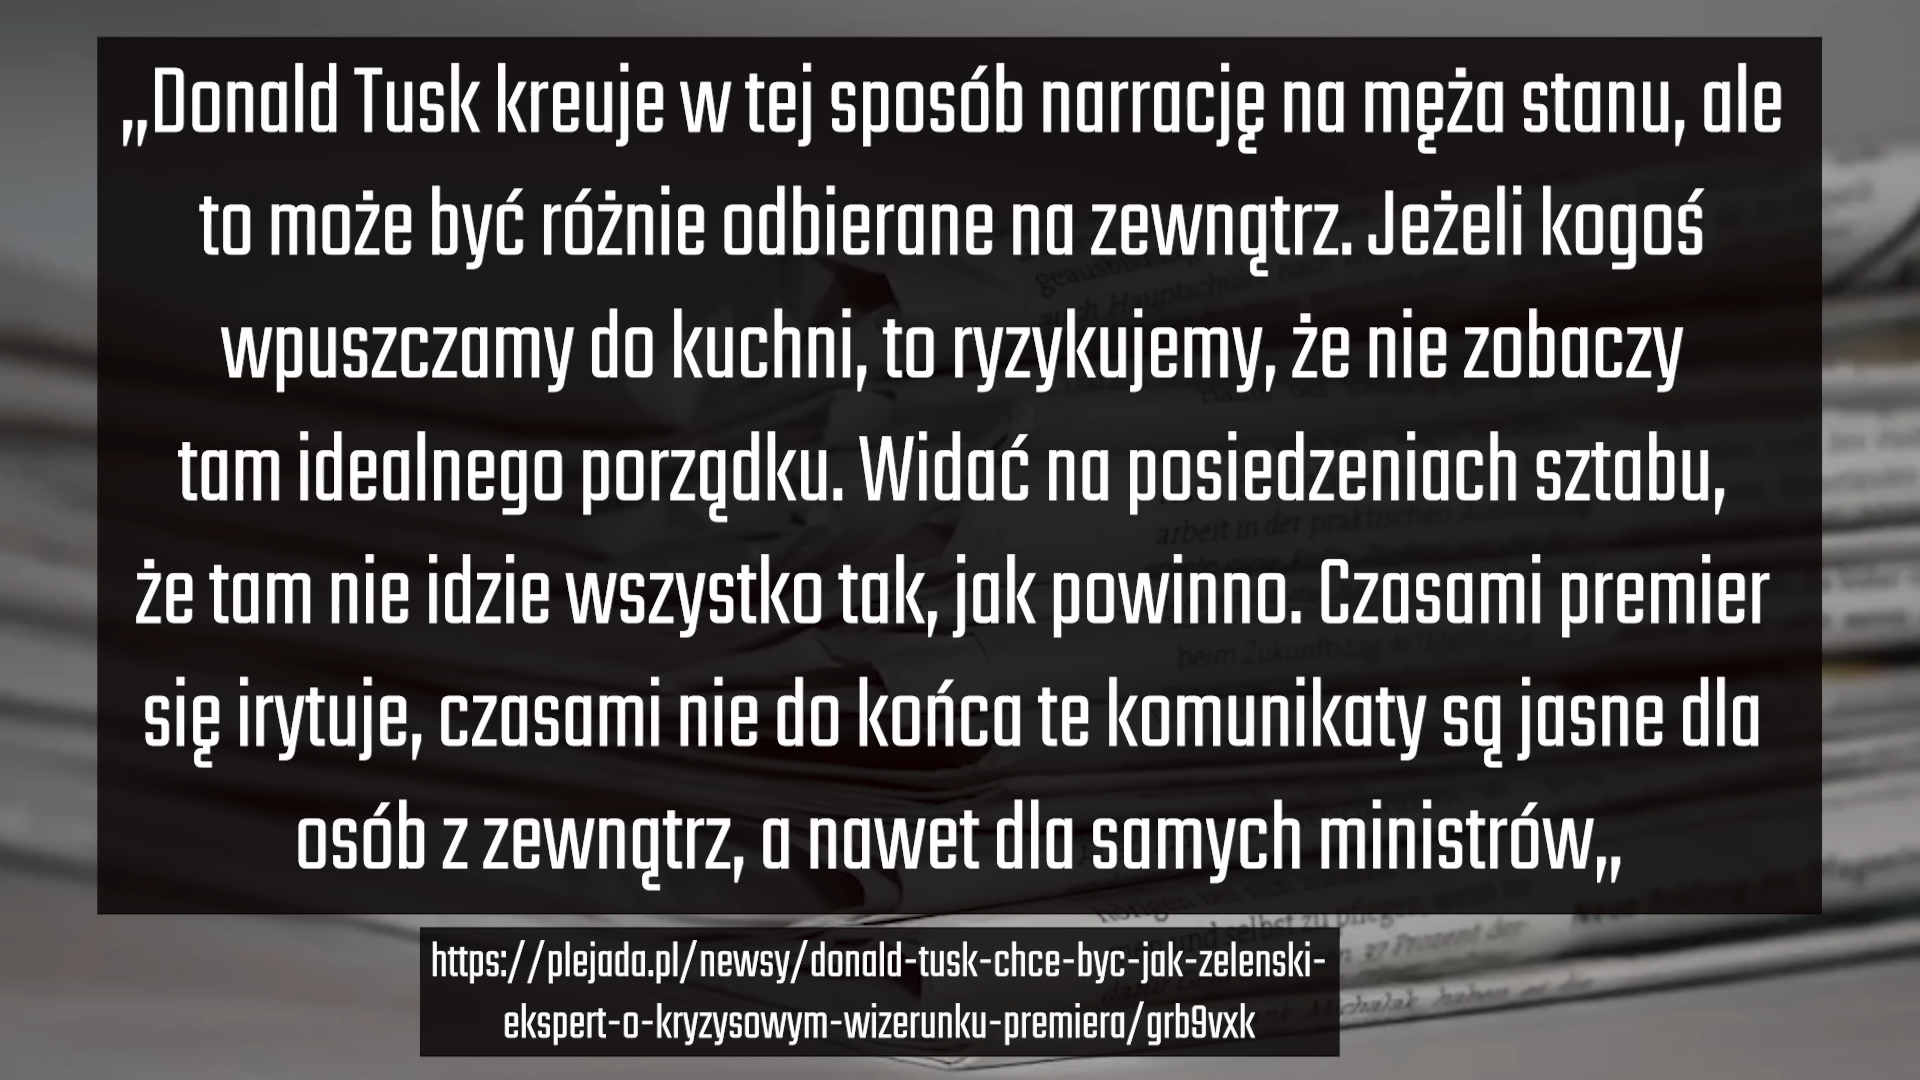 „Donald Tusk kreuje w tej sposób narrację na męża stanu, ale
to może być różnie odbierane na zewnątrz. Jeżeli kogoś
wpuszczamy do kuchni, to ryzykujemy, że nie zobaczy
tam idealnego porządku. Widać na posiedzeniach sztabu,
że tam nie idzie wszystko tak, jak powinno. Czasami premier
się irytuje, czasami nie do końca te komunikaty są jasne dla
osób z zewnątrz, a nawet dla samych ministrów„
https://plejada.pl/newsy/donald-tusk-chce-byc-jak-zelenski-
ekspert-o-kryzysowym-wizerunku-premiera/grb9vxk